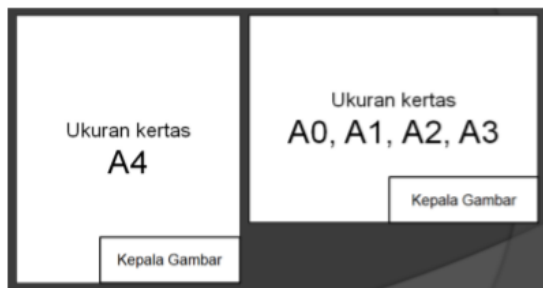 Ukuran kertas
A4
Kepala Gambar
Ukuran kertas
A0, A1, A2, A3
Kepala Gambar